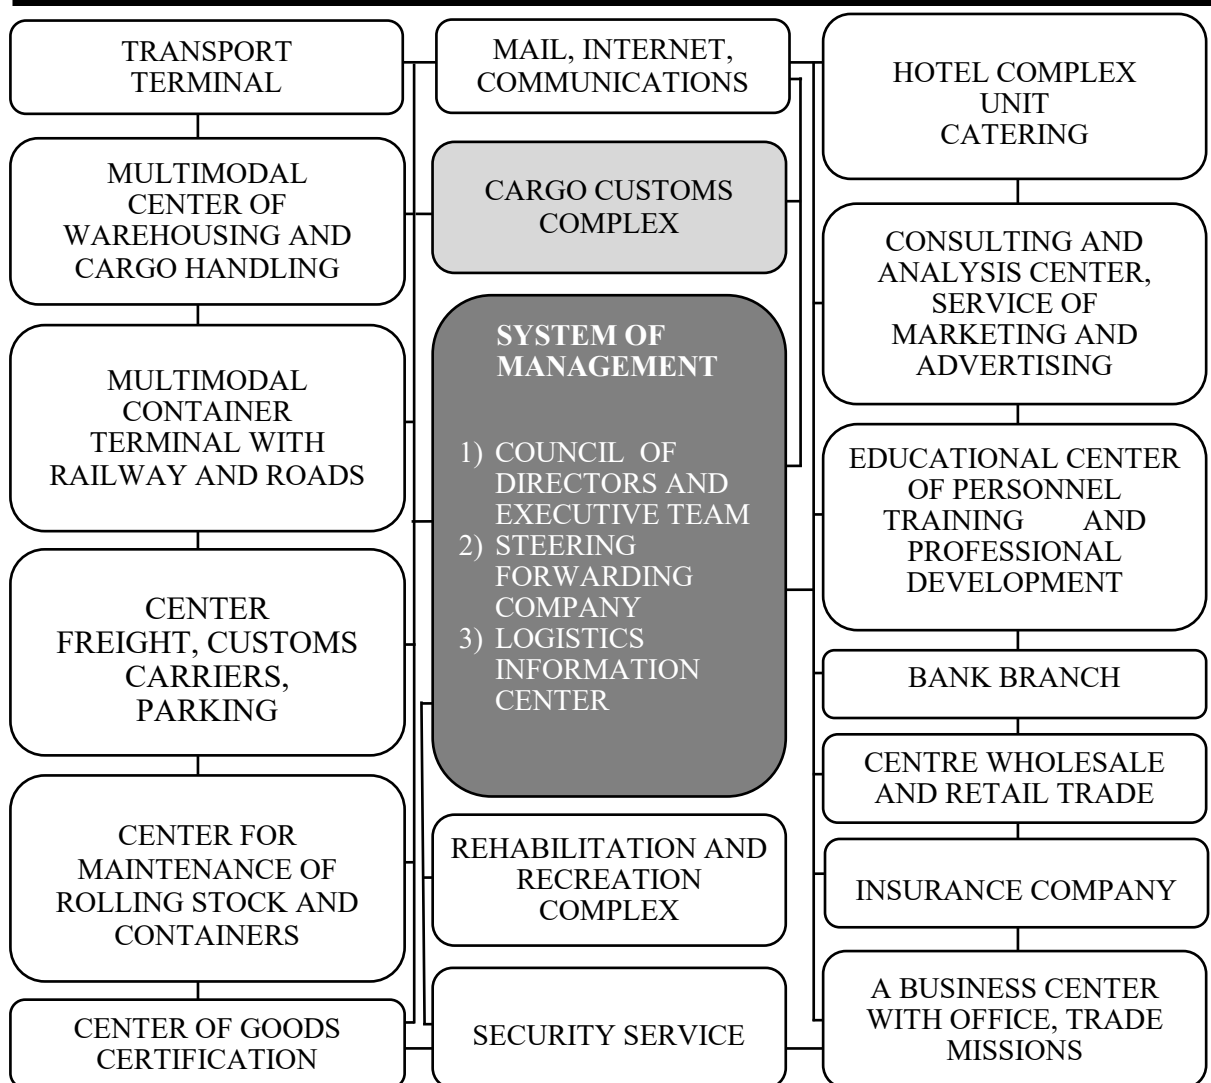 TRANSPORT
TERMINAL
MULTIMODAL
CENTER OF
WAREHOUSING AND
CARGO HANDLING
MULTIMODAL
CONTAINER
TERMINAL WITH
RAILWAY AND ROADS
CENTER
FREIGHT, CUSTOMS
CARRIERS,
PARKING
CENTER FOR
MAINTENANCE OF
ROLLING STOCK AND
CONTAINERS
CENTER OF GOODS
CERTIFICATION
MAIL, INTERNET,
COMMUNICATIONS
CARGO CUSTOMS
COMPLEX
SYSTEM OF
MANAGEMENT
1) COUNCIL OF
DIRECTORS AND
EXECUTIVE TEAM
2) STEERING
FORWARDING
COMPANY
3) LOGISTICS
INFORMATION
CENTER
REHABILITATION AND
RECREATION
COMPLEX
SECURITY SERVICE
HOTEL COMPLEX
UNIT
CATERING
CONSULTING AND
ANALYSIS CENTER,
SERVICE OF
MARKETING AND
ADVERTISING
EDUCATIONAL CENTER
OF PERSONNEL
TRAINING AND
PROFESSIONAL
DEVELOPMENT
BANK BRANCH
CENTRE WHOLESALE
AND RETAIL TRADE
INSURANCE COMPANY
A BUSINESS CENTER
WITH OFFICE, TRADE
MISSIONS